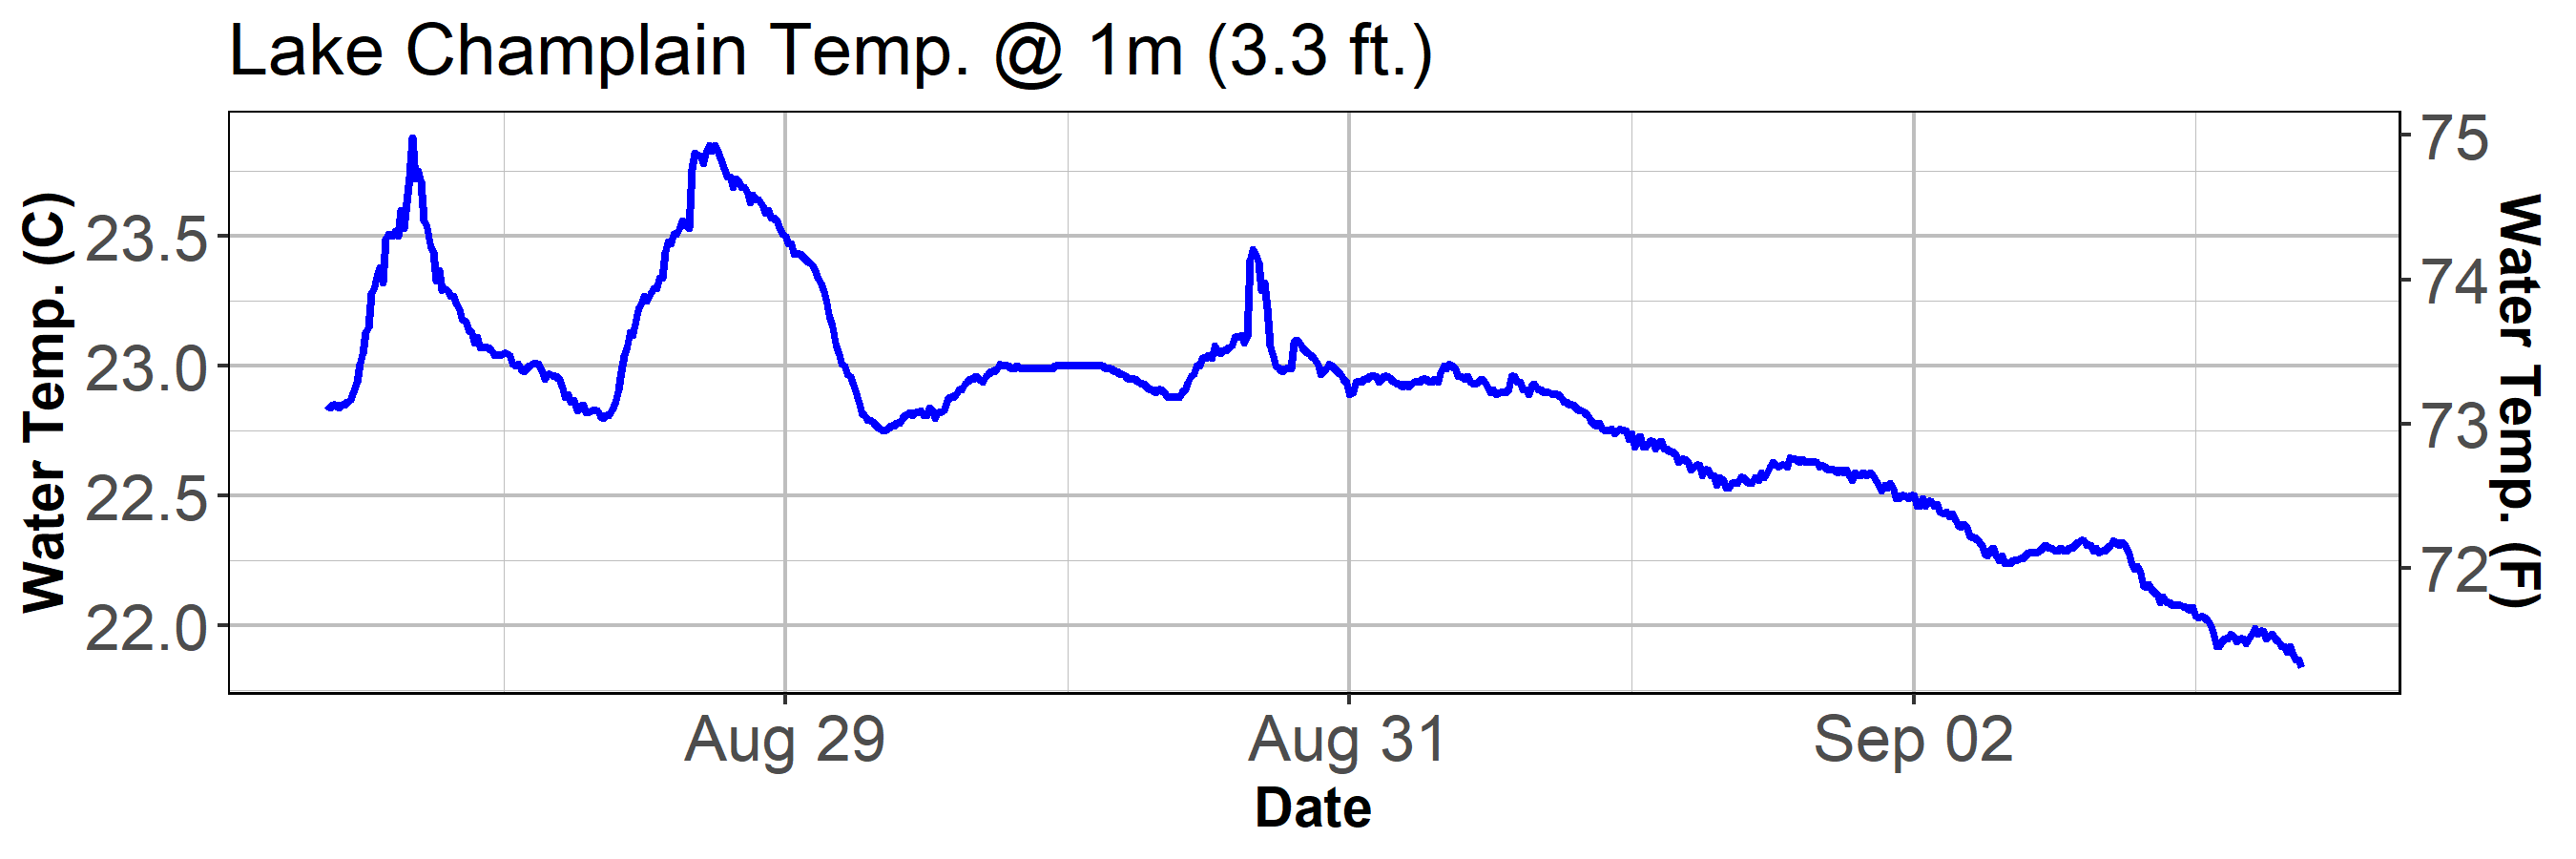 Lake Champlain Temp. @ 1m (3.3 ft.)
Water Temp. (C)
23.5
23.0
22.5
22.0
75
74
73
72
Water Temp. (F)
Aug 29
Aug 31
Sep 02
Date